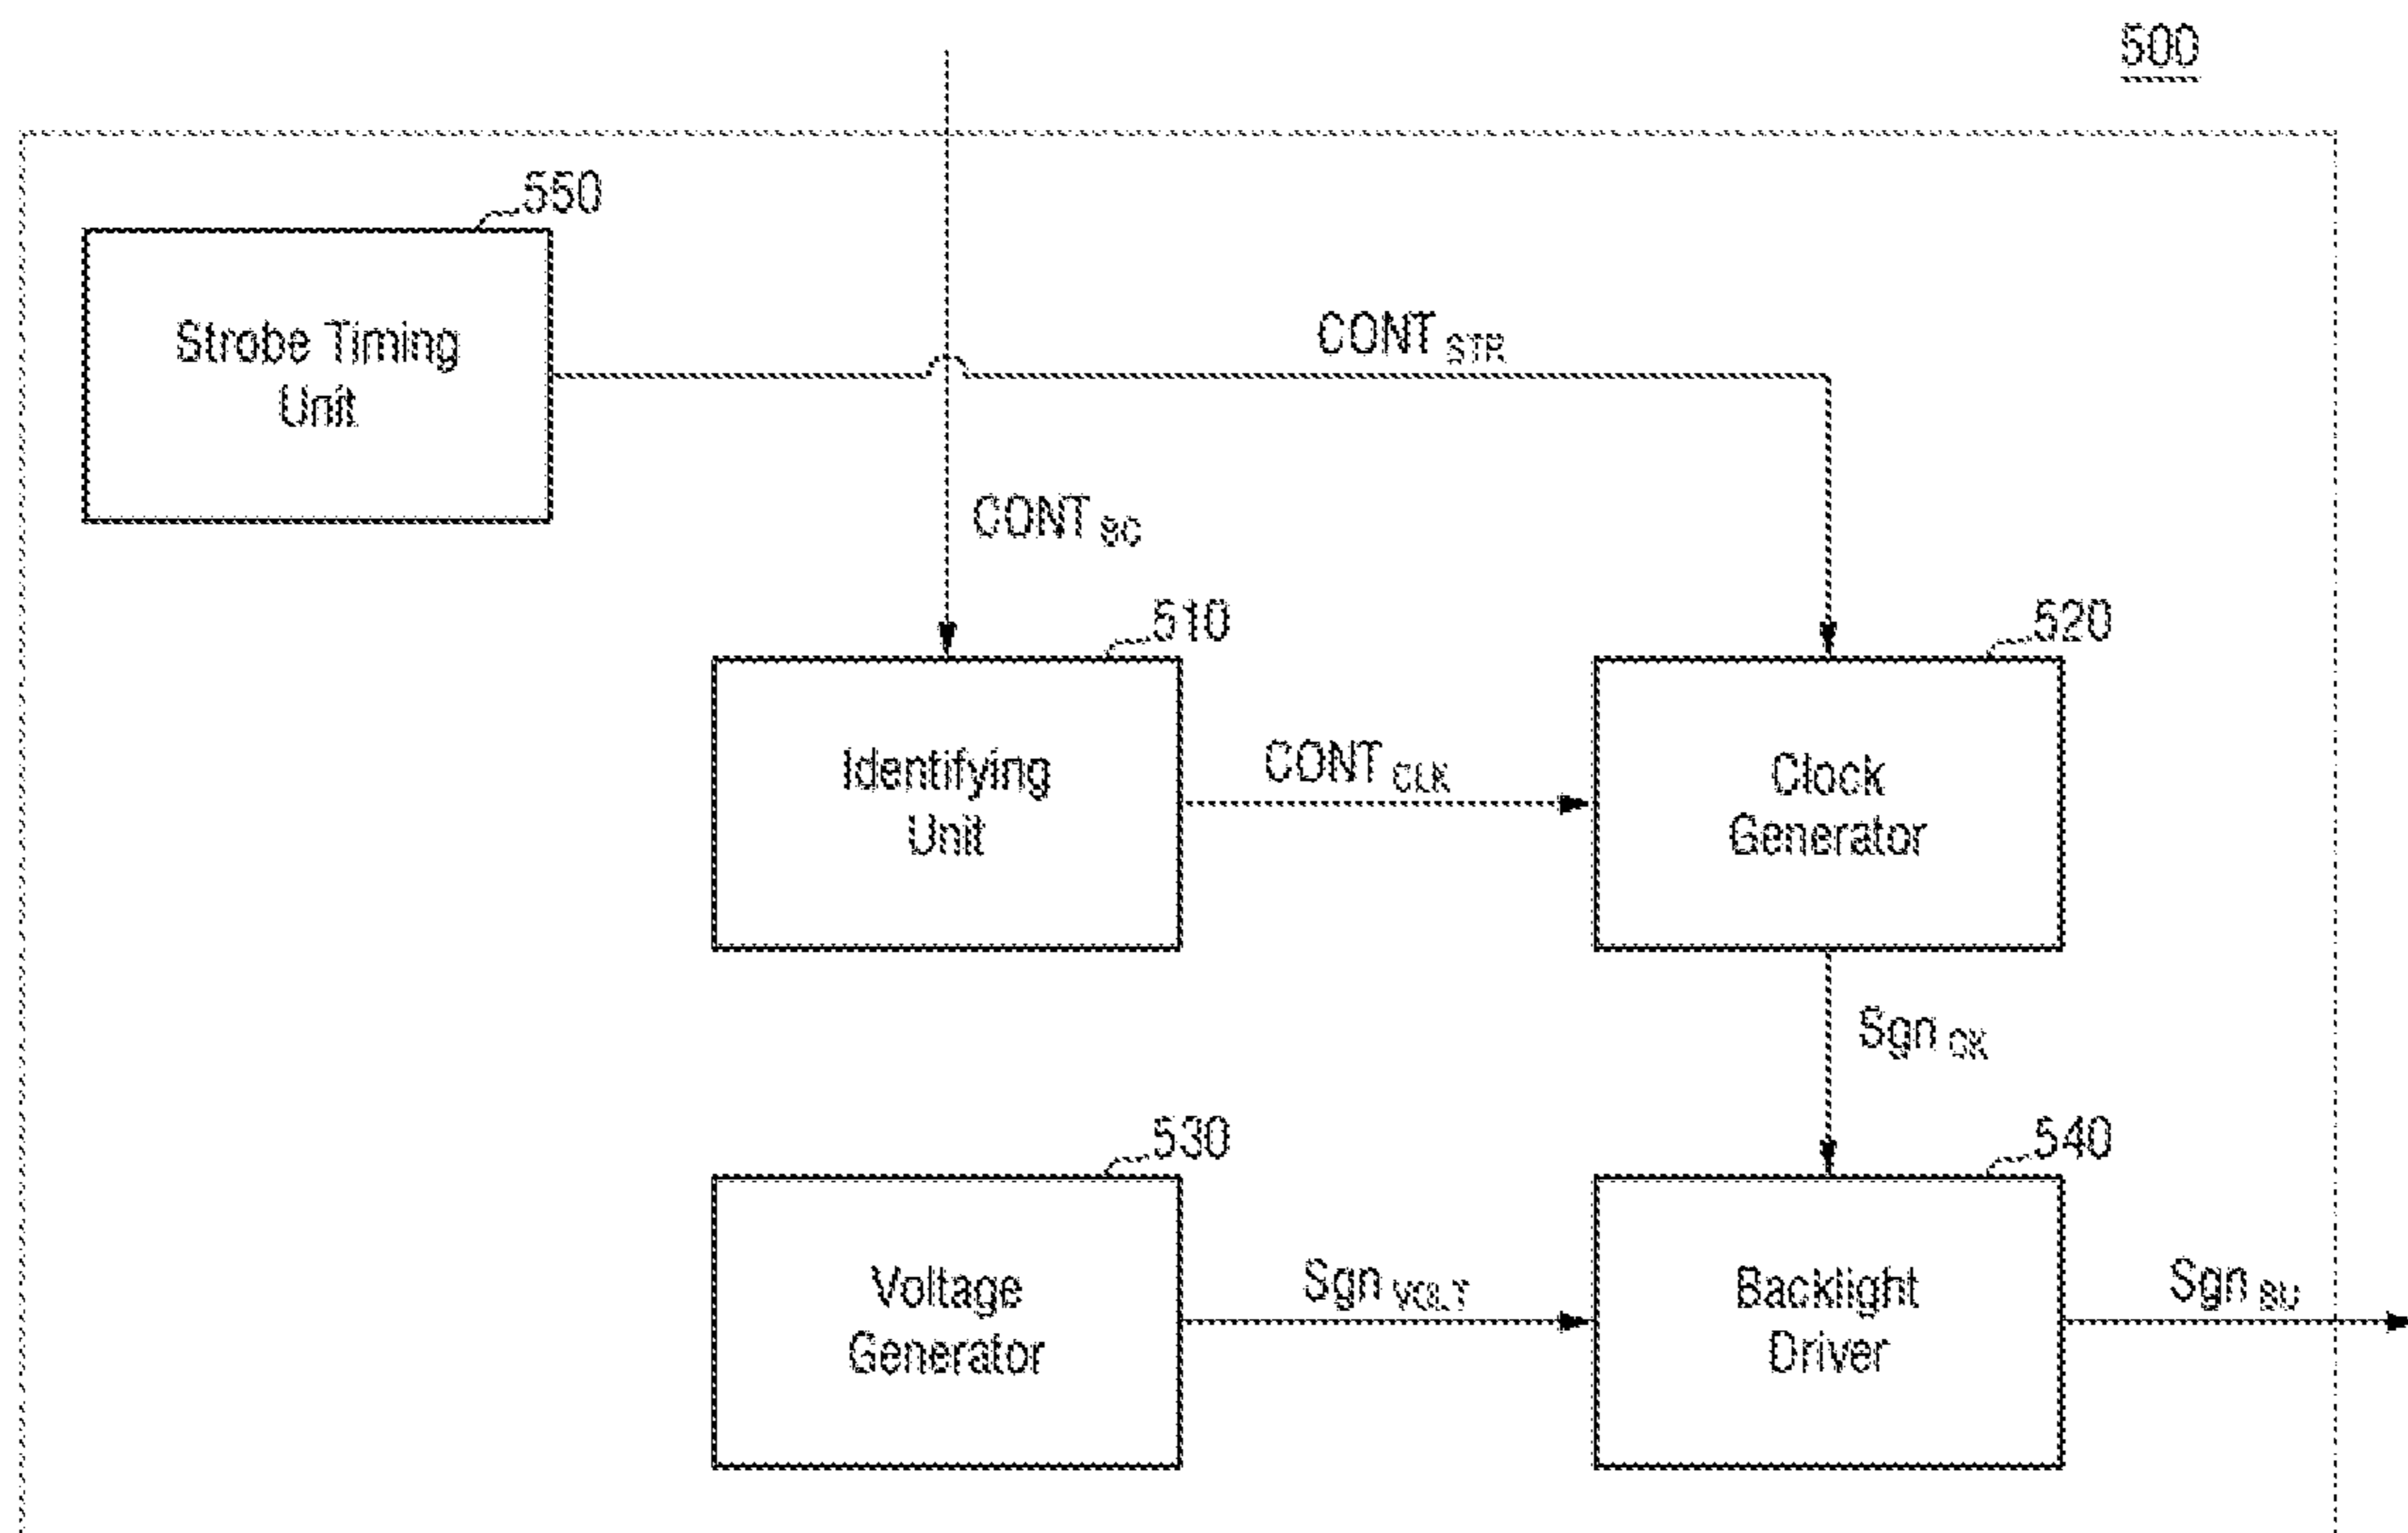 500
550
Strobe Timing
Unit
CONT STR
CONT BC
510
520
Identifying
Unit
CONT CLK
Clock
Generator
Sgn CK
530
540
Voltage
Generator
Sgn VOLT
Backlight
Driver
Sgn BU